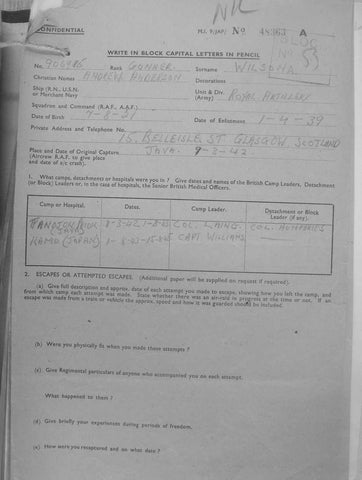 CONFIDENTIAL
M.I. 9/JAP/ No 48363 A
WRITE IN BLOCK CAPITAL LETTERS IN PENCIL
No. Rank GUNNER Surname WILSON
Christian Names ANDREW ANDERSON Decorations
Ship (R.N., U.S.N. or Merchant Navy Unit & Div. (Army) ROYAL ARTILLERY
Squadron and Command (R.A.F., A.A.F.)
Date of Birth 7-8-21 Date of Enlistment 1-4-39
Private Address and Telephone No. 15, BELLEISLE ST GLASGOW, SCOTLAND
Place and Date of Original Capture. JAVA.
(Aircrew R.A.F. to give place
and date of a/c crash).
1. What camps, detachments or hospitals were you in? Give dates and names of the British Camp Leaders, Detachment
(or Block) Leaders or, in the case of hospitals, the Senior British Medical Officers.
Camp or Hospital. Dates. Camp Leader. Detachment or Block Leader (if any).
COL. LAING. COL. HUMPHRIES
(JAPAN) CAPT WILLIAMS
2. ESCAPES OR ATTEMPTED ESCAPES. (Additional paper will be supplied on request if required).
(a) Give full description and approx. date of each attempt you made to escape, showing how you left the camp, and
from which camp each attempt was made. State whether there was an air-raid in progress at the time or not. If an
escape was made from a train or vehicle the approx. speed and how it was guarded should be included.
(b) Were you physically fit when you made these attempts?
(c) Give Regimental particulars of anyone who accompanied you on each attempt.
What happened to them?
(d) Give briefly your experiences during periods of freedom.
(e) How were you recaptured and on what date?